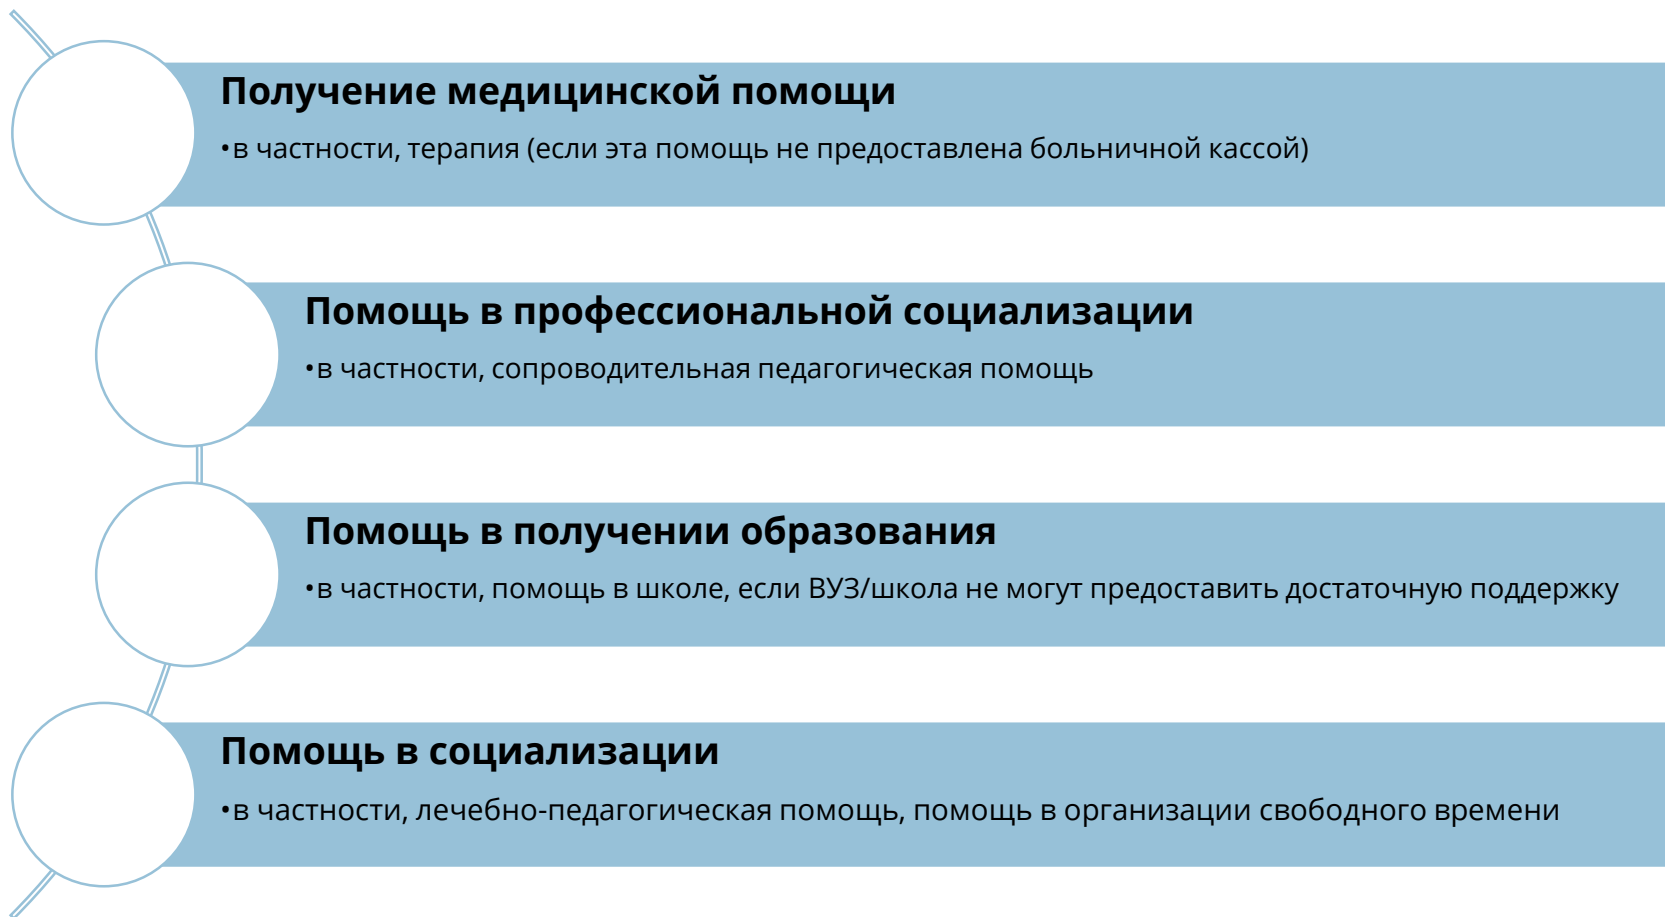 Получение медицинской помощи
•в частности, терапия (если эта помощь не предоставлена больничной кассой)
Помощь в профессиональной социализации
•в частности, сопроводительная педагогическая помощь
Помощь в получении образования
•в частности, помощь в школе, если ВУЗ/школа не могут предоставить достаточную поддержку
Помощь в социализации
•в частности, лечебно-педагогическая помощь, помощь в организации свободного времени